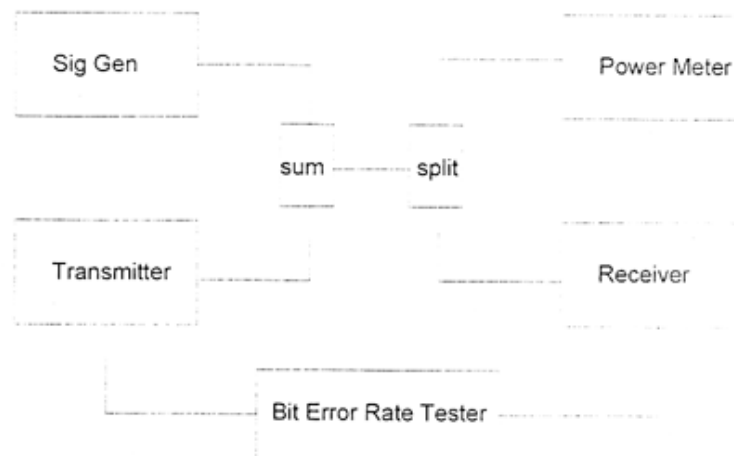 Sig Gen
Power Meter
sum
split
Transmitter
Receiver
Bit Error Rate Tester